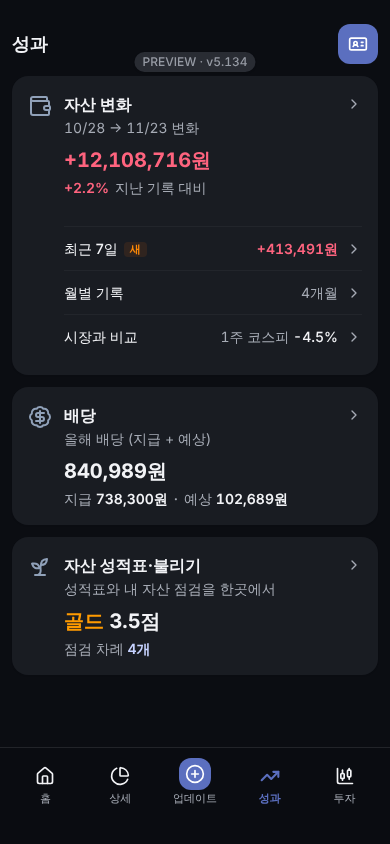 성과
PREVIEW · v5.134
자산 변화
10/28 → 11/23 변화
+12,108,716원
+2.2% 지난 기록 대비
최근 7일 새 +413,491원
월별 기록 4개월
시장과 비교 1주 코스피 -4.5%
배당
올해 배당 (지급 + 예상)
840,989원
지급 738,300원 · 예상 102,689원
자산 성적표·불리기
성적표와 내 자산 점검을 한곳에서
골드 3.5점
점검 차례 4개
홈 상세 업데이트 성과 투자